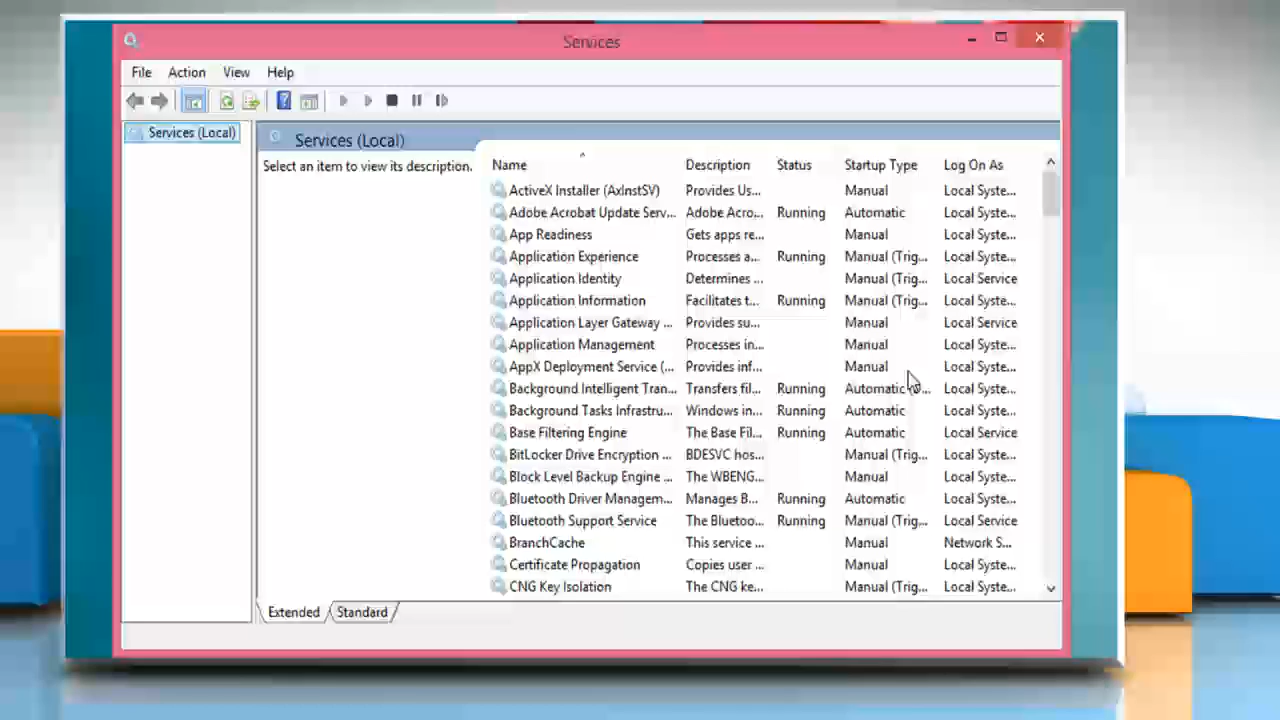 Services
File Action View Help
Services (Local)
Services (Local)
Select an item to view its description.
Name Description Status Startup Type Log On As
ActiveX Installer (AxInstSV) Provides Us... Manual Local Syste...
Adobe Acrobat Update Serv... Adobe Acro... Running Automatic Local Syste...
App Readiness Gets apps re... Manual Local Syste...
Application Experience Processes a... Running Manual (Trig... Local Syste...
Application Identity Determines ... Manual (Trig... Local Service
Application Information Facilitates t... Running Manual (Trig... Local Syste...
Application Layer Gateway ... Provides su... Manual Local Service
Application Management Processes in... Manual Local Syste...
AppX Deployment Service (... Provides inf... Manual Local Syste...
Background Intelligent Tran... Transfers fil... Running Automatic Local Syste...
Background Tasks Infrastru... Windows in... Running Automatic Local Syste...
Base Filtering Engine The Base Fil... Running Automatic Local Service
BitLocker Drive Encryption ... BDESVC hos... Manual (Trig... Local Syste...
Block Level Backup Engine ... The WBENG... Manual Local Syste...
Bluetooth Driver Managem... Manages B... Running Automatic Local Syste...
Bluetooth Support Service The Bluetoo... Running Manual (Trig... Local Service
BranchCache This service ... Manual Network S...
Certificate Propagation Copies user ... Manual Local Syste...
CNG Key Isolation The CNG ke... Manual (Trig... Local Syste...
Extended Standard